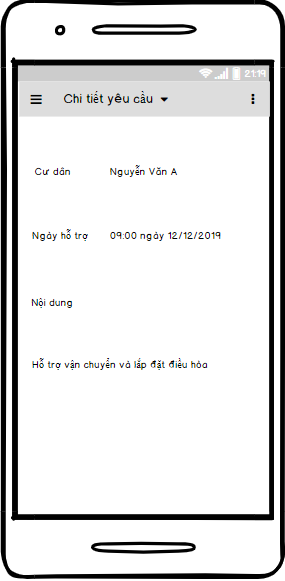 21:19
Chi tiết yêu cầu
Cư dân Nguyễn Văn A
Ngày hỗ trợ 09:00 ngày 12/12/2019
Nội dung
Hỗ trợ vận chuyển và lắp đặt điều hòa